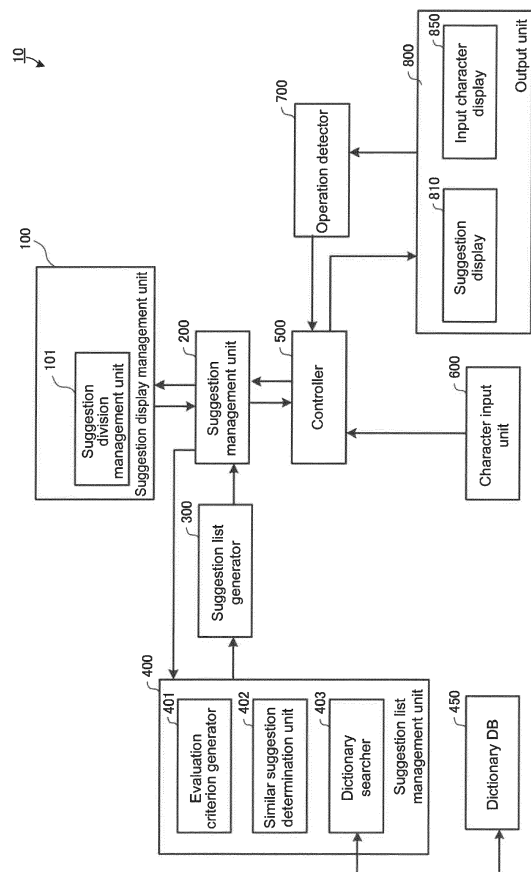 10
100
101
Suggestion
division
management unit
Suggestion display management unit
200
Suggestion
management unit
300
Suggestion list
generator
400
401
Evaluation
criterion generator
402
Similar suggestion
determination unit
403
Dictionary
searcher
Suggestion list
management unit
450
Dictionary DB
500
Controller
600
Character input
unit
700
Operation detector
800
810
Suggestion
display
850
Input character
display
Output unit